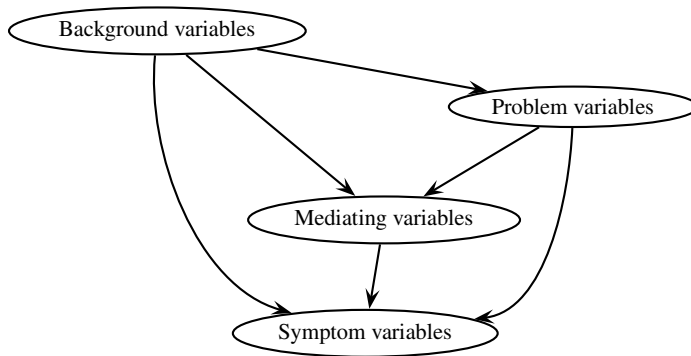 Background variables
Problem variables
Mediating variables
Symptom variables